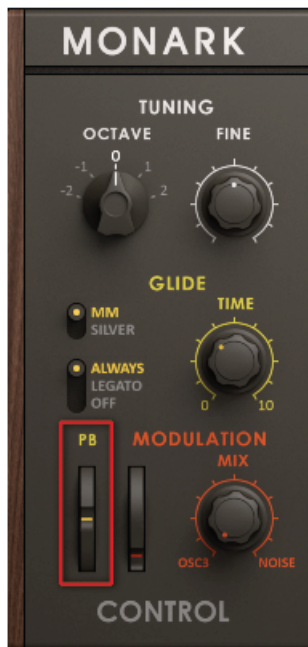 MONARK
TUNING
OCTAVE FINE
0
-1 1
-2 2
GLIDE
MM TIME
SILVER
ALWAYS
LEGATO
OFF 0 10
PB MODULATION
MIX
OSC3 NOISE
CONTROL